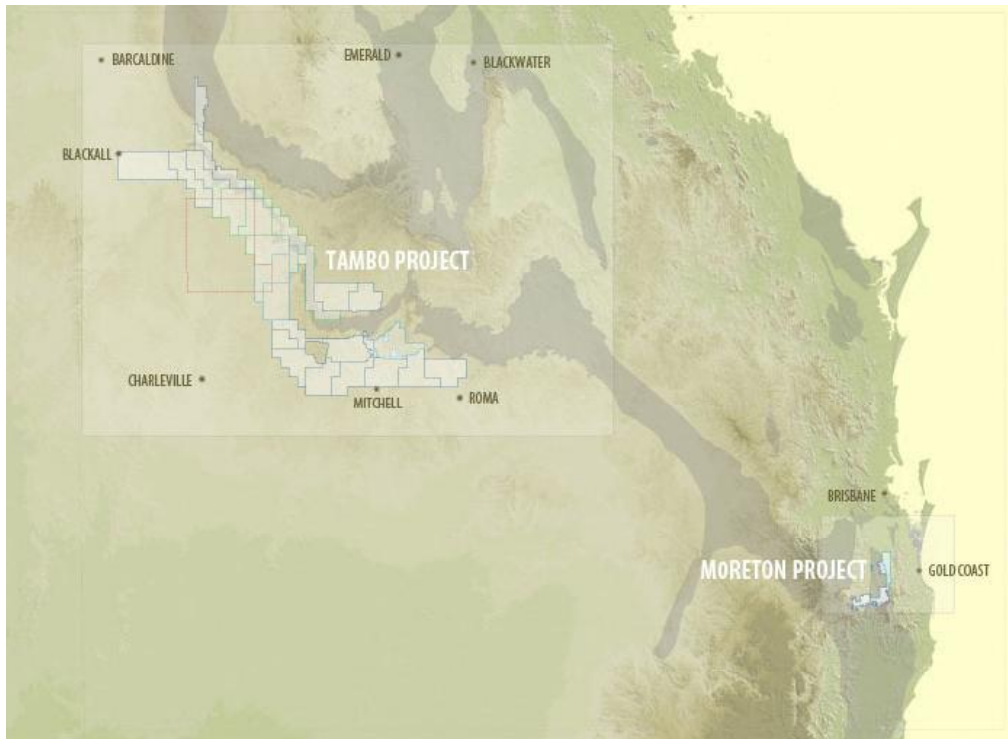 BARCALDINE
EMERALD
BLACKWATER
BLACKALL
TAMBO PROJECT
CHARLEVILLE
MITCHELL
ROMA
BRISBANE
MORETON PROJECT
GOLD COAST